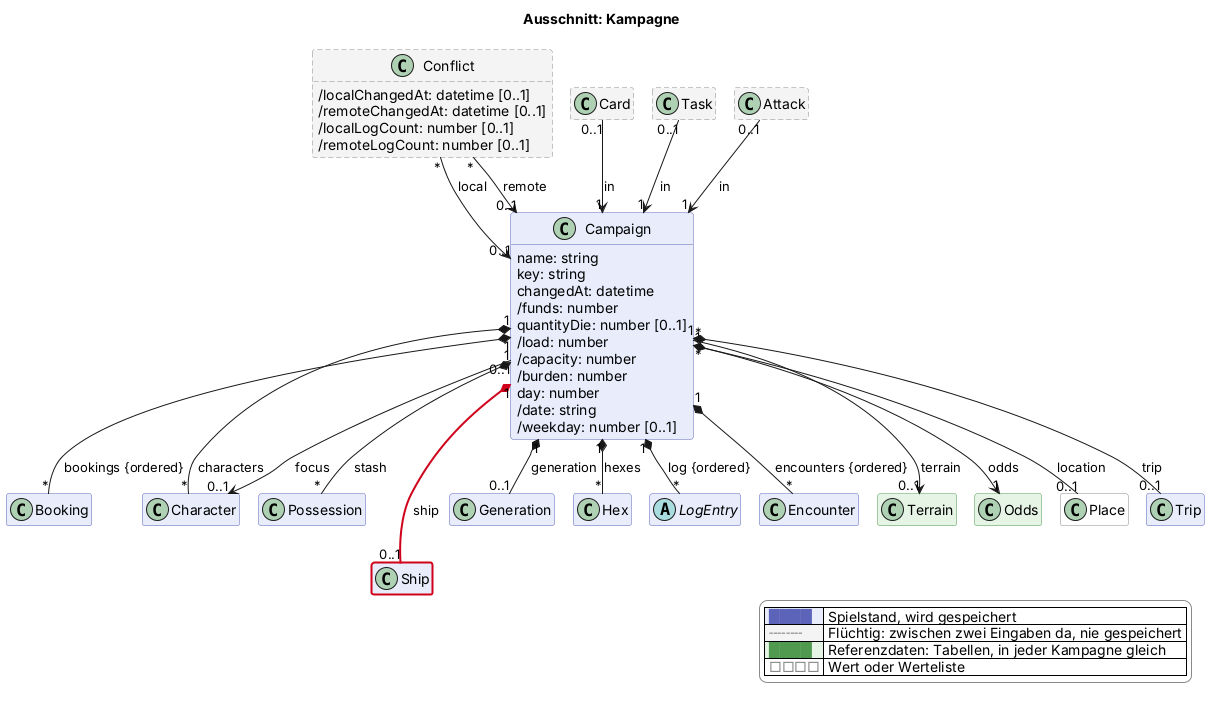 Ausschnitt: Kampagne
C Conflict
/localChangedAt: datetime [0..1]
/remoteChangedAt: datetime [0..1]
/localLogCount: number [0..1]
/remoteLogCount: number [0..1]
C Card
C Task
C Attack
* * 0..1 0..1 0..1
local remote in in in
0..1 0..1 1 1 1
C Campaign
name: string
key: string
changedAt: datetime
/funds: number
quantityDie: number [0..1]
/load: number
/capacity: number
/burden: number
day: number
/date: string
/weekday: number [0..1]
bookings {ordered}
characters
focus
stash
ship
generation
hexes
log {ordered}
encounters {ordered}
terrain
odds
location
trip
* * 0..1 * 0..1 * * * 0..1 1 0..1 0..1
C Booking
C Character
C Possession
C Generation
C Hex
A LogEntry
C Encounter
C Terrain
C Odds
C Place
C Trip
0..1
C Ship
Spielstand, wird gespeichert
Flüchtig: zwischen zwei Eingaben da, nie gespeichert
Referenzdaten: Tabellen, in jeder Kampagne gleich
Wert oder Werteliste